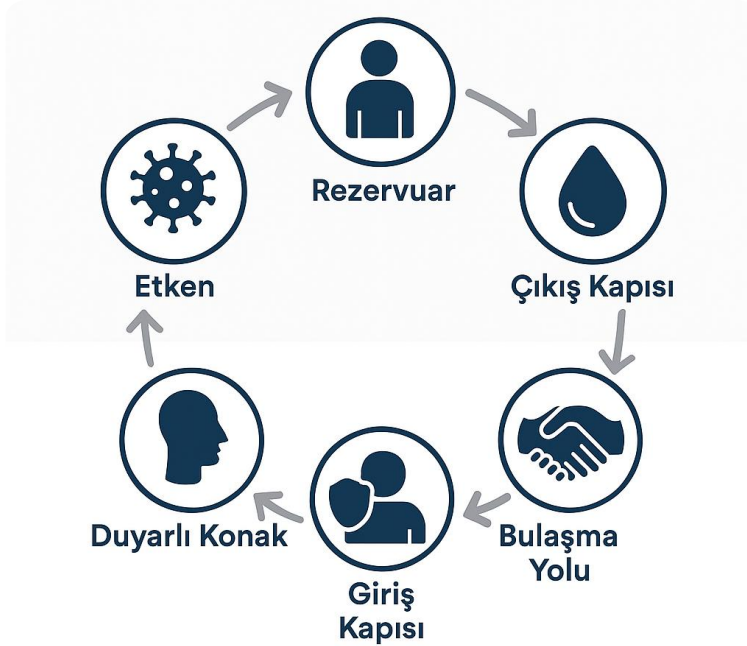 Rezervuar
Etken
Çıkış Kapısı
Duyarlı Konak
Bulaşma
Yolu
Giriş
Kapısı